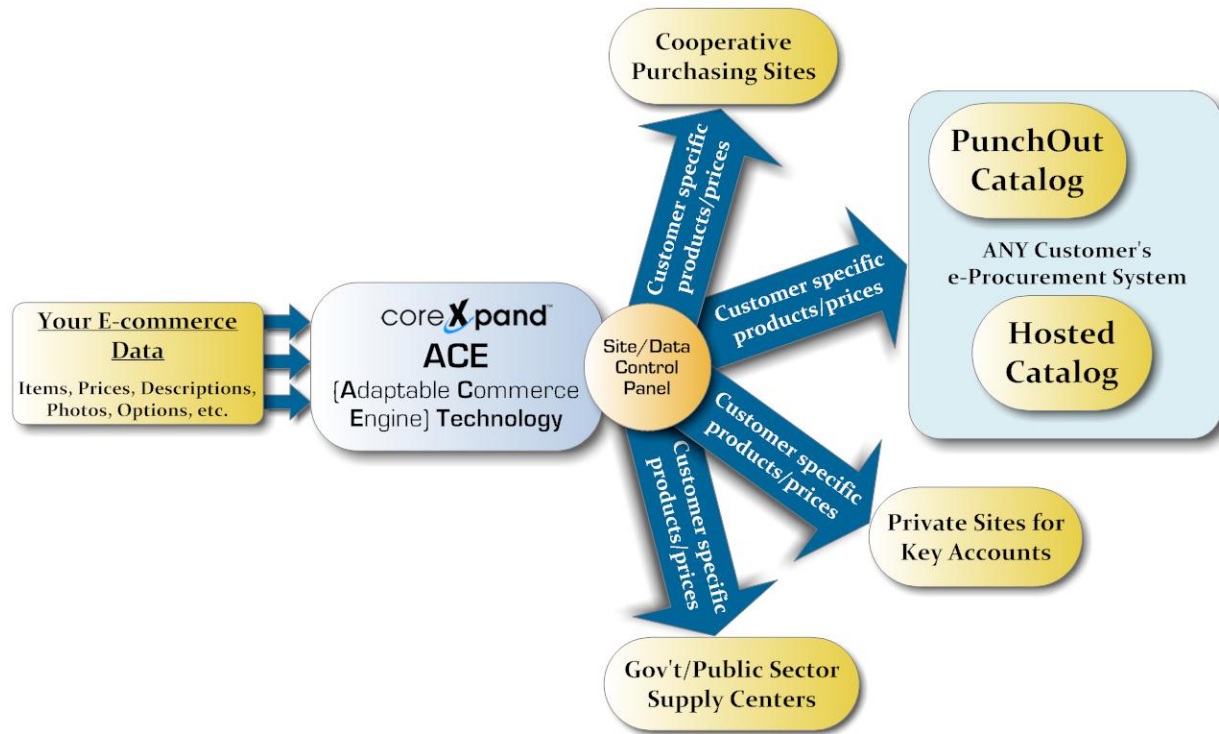 Cooperative
Purchasing Sites
Customer specific
products/prices
PunchOut
Catalog
ANY Customer's
e-Procurement System
Hosted
Catalog
Customer specific
products/prices
Your E-commerce
Data
Items, Prices, Descriptions,
Photos, Options, etc.
coreXpand™
ACE
(Adaptable Commerce
Engine) Technology
Site/Data
Control
Panel
Customer specific
products/prices
Private Sites for
Key Accounts
Customer specific
products/prices
Gov't/Public Sector
Supply Centers